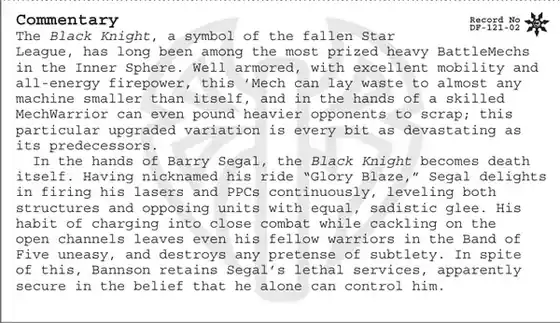 Commentary
Record No
DF-121-02
The Black Knight, a symbol of the fallen Star
League, has long been among the most prized heavy BattleMechs
in the Inner Sphere. Well armored, with excellent mobility and
all-energy firepower, this ’Mech can lay waste to almost any
machine smaller than itself, and in the hands of a skilled
MechWarrior can even pound heavier opponents to scrap; this
particular upgraded variation is every bit as devastating as
its predecessors.
In the hands of Barry Segal, the Black Knight becomes death
itself. Having nicknamed his ride “Glory Blaze,” Segal delights
in firing his lasers and PPCs continuously, leveling both
structures and opposing units with equal, sadistic glee. His
habit of charging into close combat while cackling on the
open channels leaves even his fellow warriors in the Band of
Five uneasy, and destroys any pretense of subtlety. In spite
of this, Bannson retains Segal’s lethal services, apparently
secure in the belief that he alone can control him.